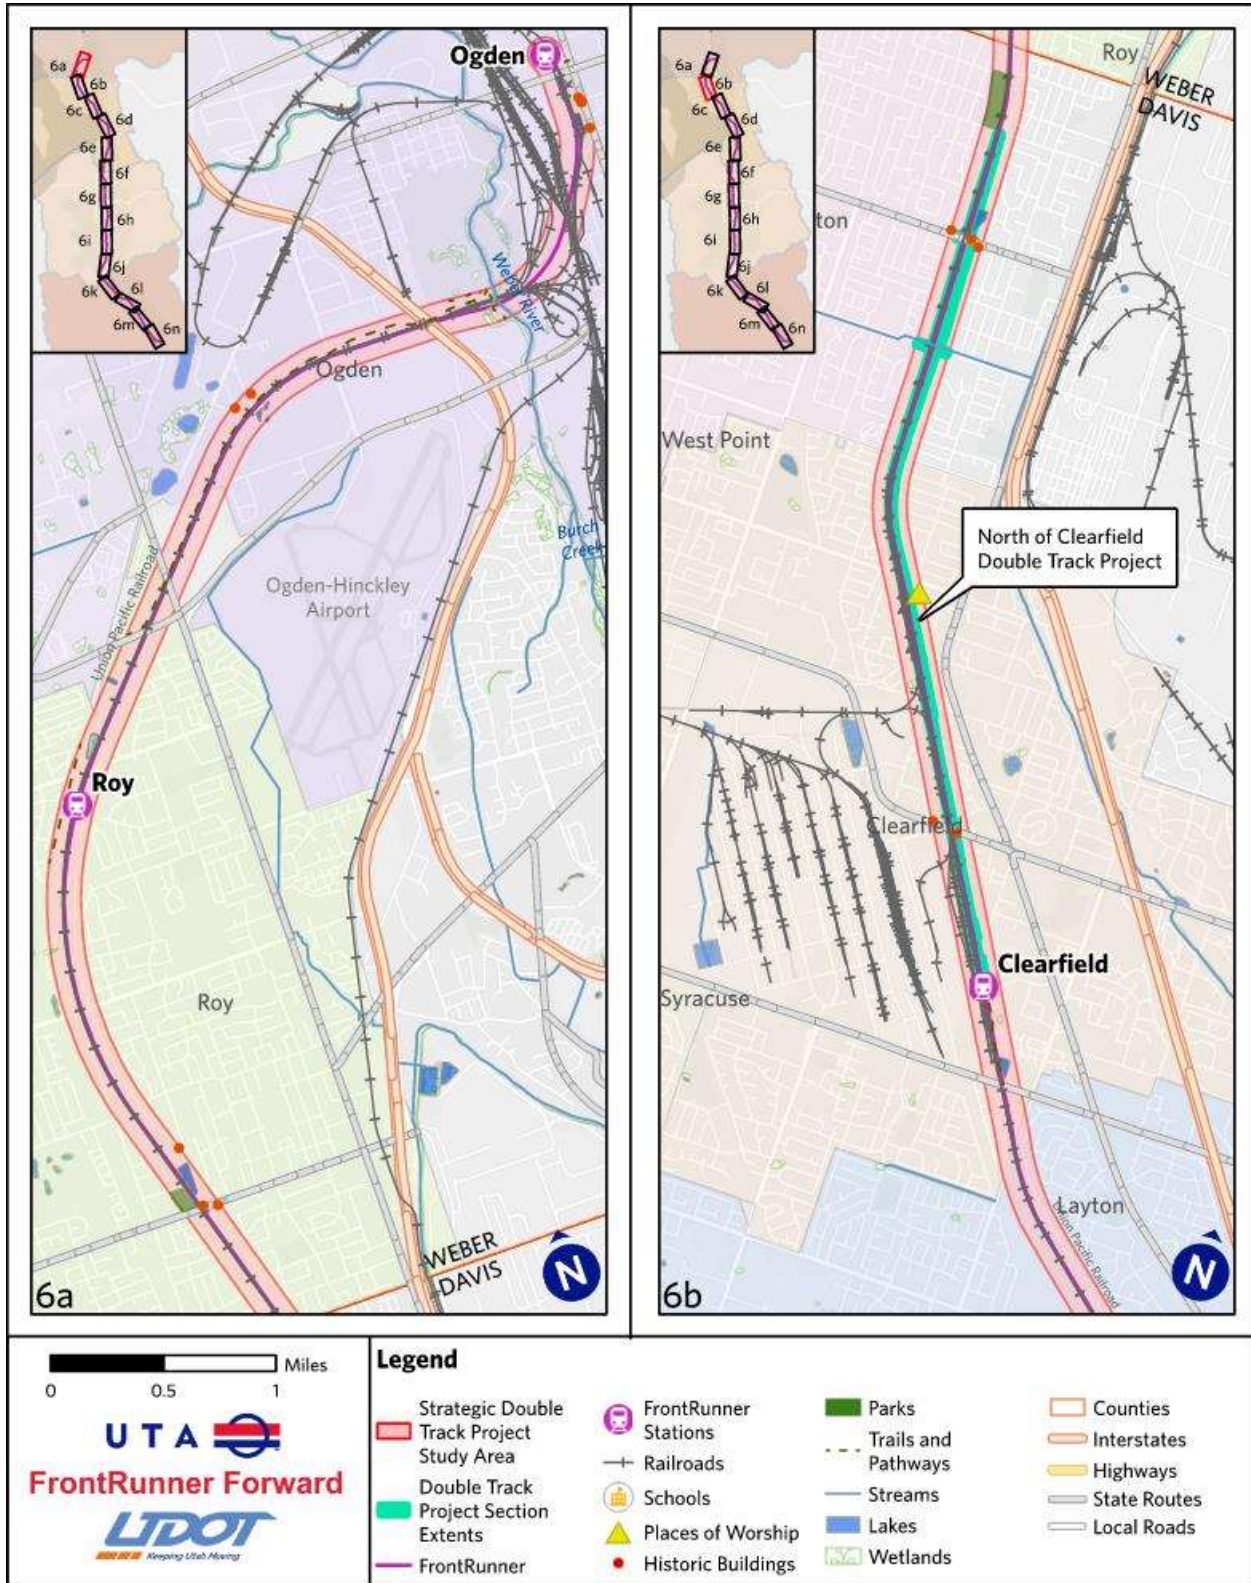 6a
6b
6c
6d
6e
6f
6g
6h
6i
6j
6k
6l
6m
6n
Ogden
Weber River
Ogden
Burch
Creek
Ogden-Hinckley
Airport
Union Pacific Railroad
Roy
Roy
WEBER
DAVIS
N
6a
6a
6b
6c
6d
6e
6f
6g
6h
6i
6j
6k
6l
6m
6n
Roy
WEBER
DAVIS
ton
West Point
North of Clearfield
Double Track Project
Clearfield
Clearfield
Syracuse
Layton
Union Pacific Railroad
N
6b
Miles
0 0.5 1
UTA
FrontRunner Forward
UDOT
Keeping Utah Moving
Legend
Strategic Double
Track Project
Study Area
Double Track
Project Section
Extents
FrontRunner
FrontRunner
Stations
Railroads
Schools
Places of Worship
Historic Buildings
Parks
Trails and
Pathways
Streams
Lakes
Wetlands
Counties
Interstates
Highways
State Routes
Local Roads